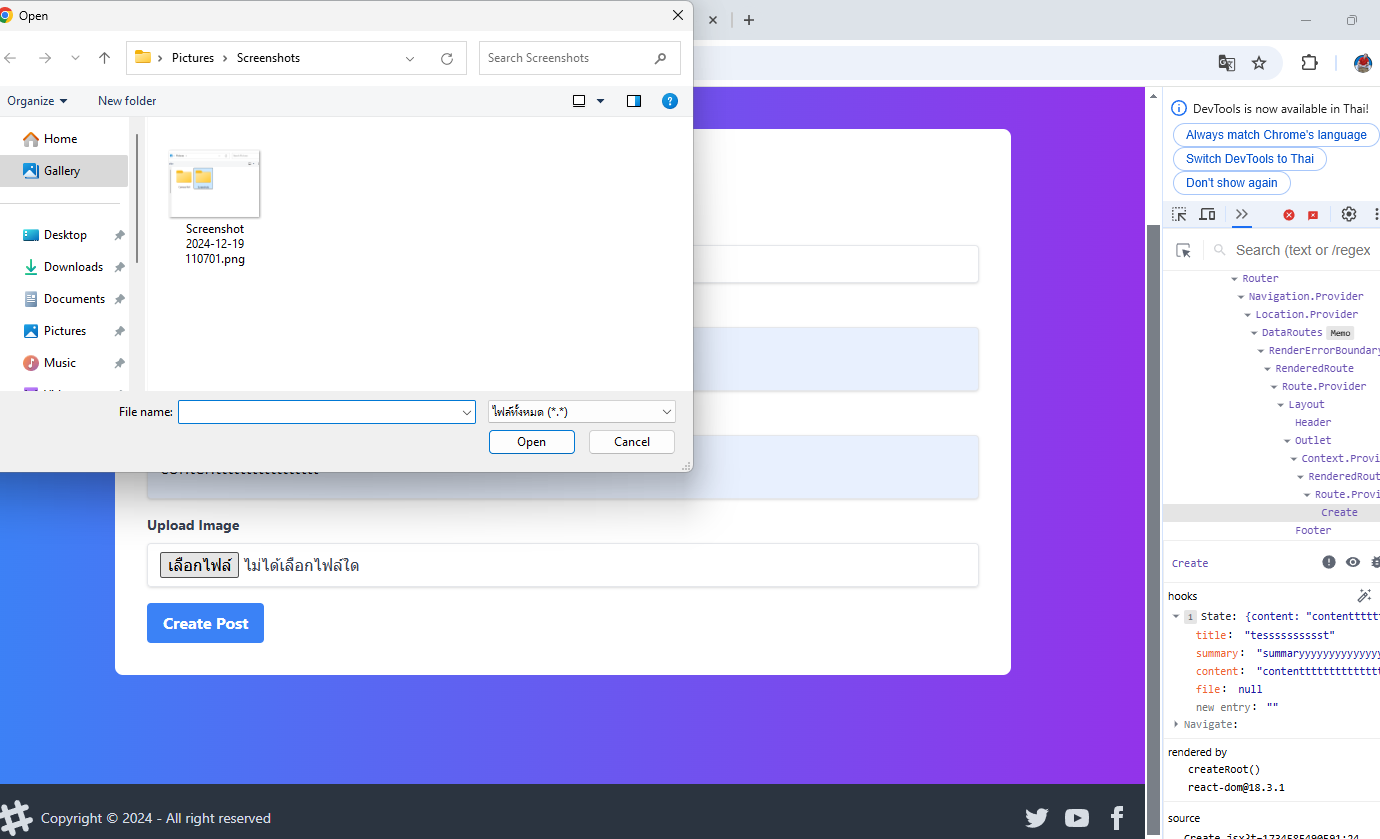 Open
Pictures
Screenshots
Search Screenshots
Organize
New folder
Home
Gallery
Desktop
Downloads
Documents
Pictures
Music
Screenshot
2024-12-19
110701.png
File name:
ไฟล์ทั้งหมด (*.*)
Open
Cancel
Upload Image
เลือกไฟล์ ไม่ได้เลือกไฟล์ใด
Create Post
Copyright © 2024 - All right reserved
DevTools is now available in Thai!
Always match Chrome's language
Switch DevTools to Thai
Don't show again
Search (text or /regex
Router
Navigation.Provider
Location.Provider
DataRoutes Memo
RenderErrorBoundary
RenderedRoute
Route.Provider
Layout
Header
Outlet
Context.Provi
RenderedRout
Route.Provi
Create
Footer
Create
hooks
1 State: {content: "contenttttt
title: "tesssssssssst"
summary: "summaryyyyyyyyyyyyyy
content: "contenttttttttttttttt
file: null
new entry: ""
Navigate:
rendered by
createRoot()
react-dom@18.3.1
source